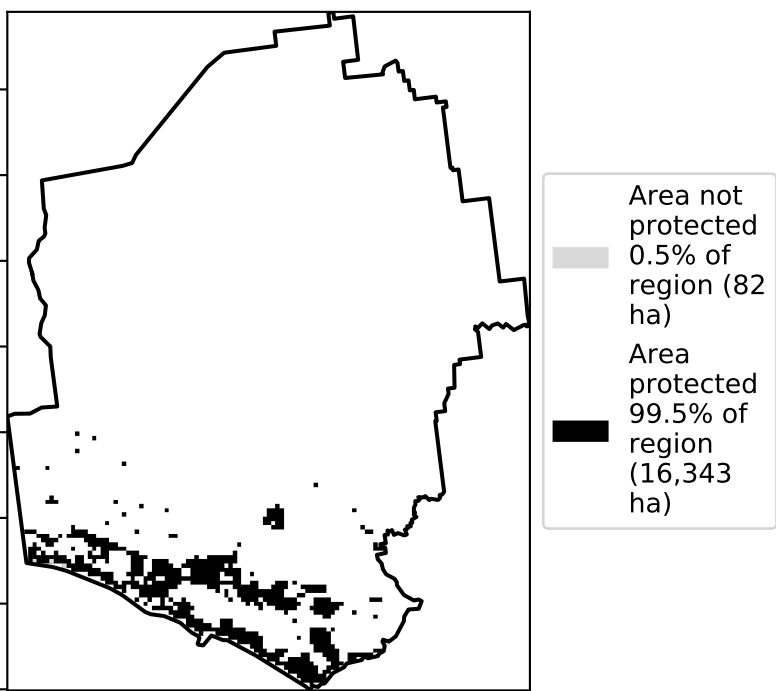 Area not
protected
0.5% of
region (82
ha)
Area
protected
99.5% of
region
(16,343
ha)